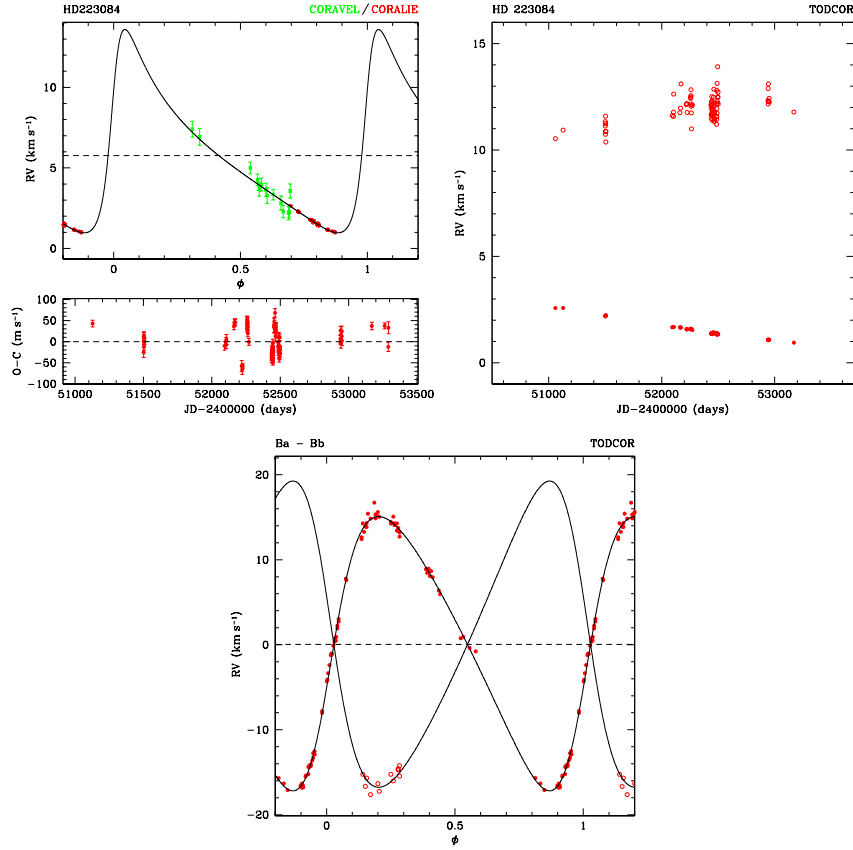 HD223084 CORAVEL/CORALIE
RV (km s⁻¹)
10
5
0
0 0.5 1
ϕ
O−C (m s⁻¹)
100
50
0
−50
−100
51000 51500 52000 52500 53000 53500
JD−2400000 (days)
HD 223084 TODCOR
RV (km s⁻¹)
15
10
5
0
51000 52000 53000
JD−2400000 (days)
Ba − Bb TODCOR
RV (km s⁻¹)
20
10
0
−10
−20
0 0.5 1
ϕ